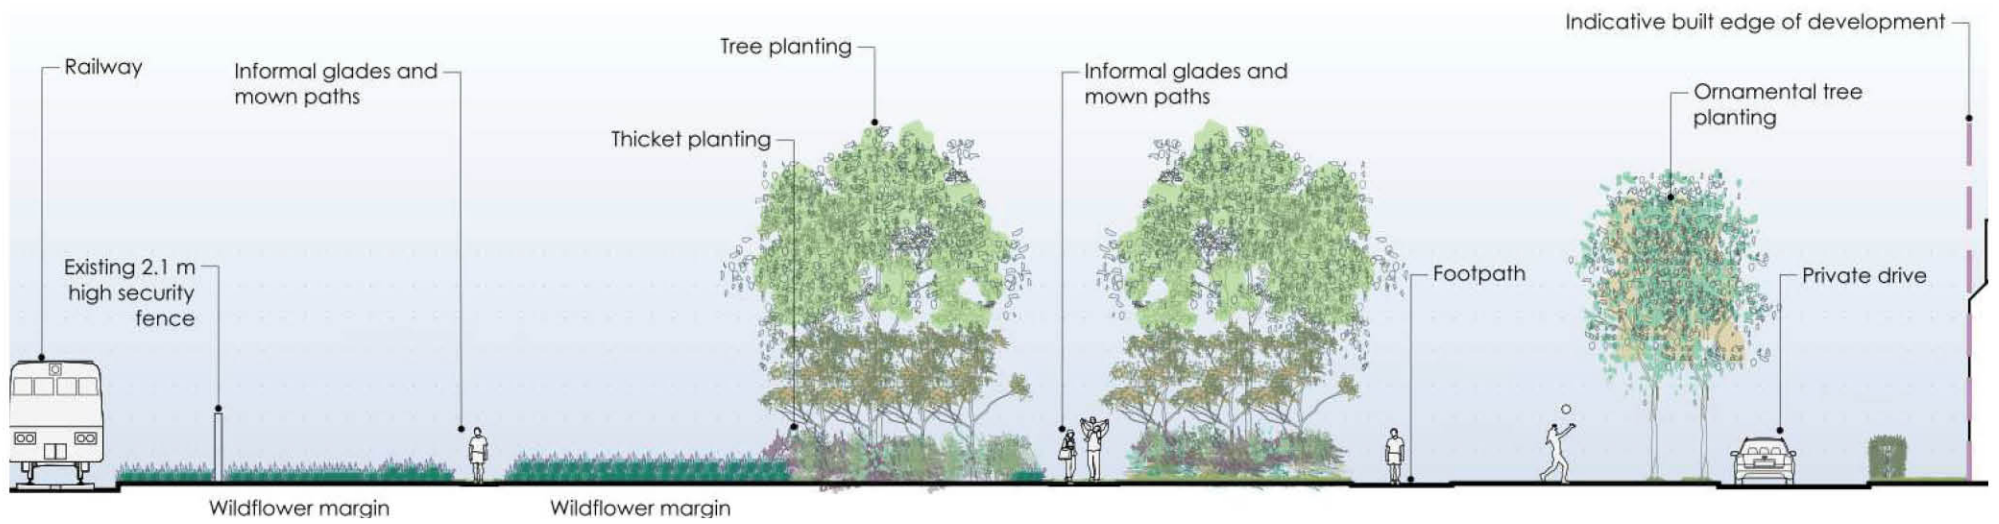 Railway
Informal glades and
mown paths
Tree planting
Thicket planting
Informal glades and
mown paths
Indicative built edge of development
Ornamental tree
planting
Existing 2.1 m
high security
fence
Footpath
Private drive
Wildflower margin
Wildflower margin